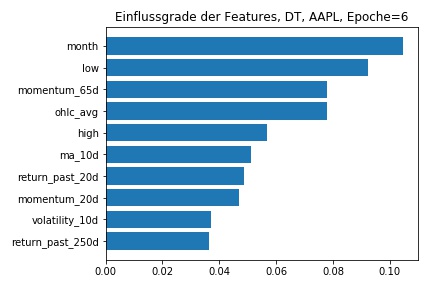 Einflussgrade der Features, DT, AAPL, Epoche=6
month
low
momentum_65d
ohlc_avg
high
ma_10d
return_past_20d
momentum_20d
volatility_10d
return_past_250d
0.00 0.02 0.04 0.06 0.08 0.10